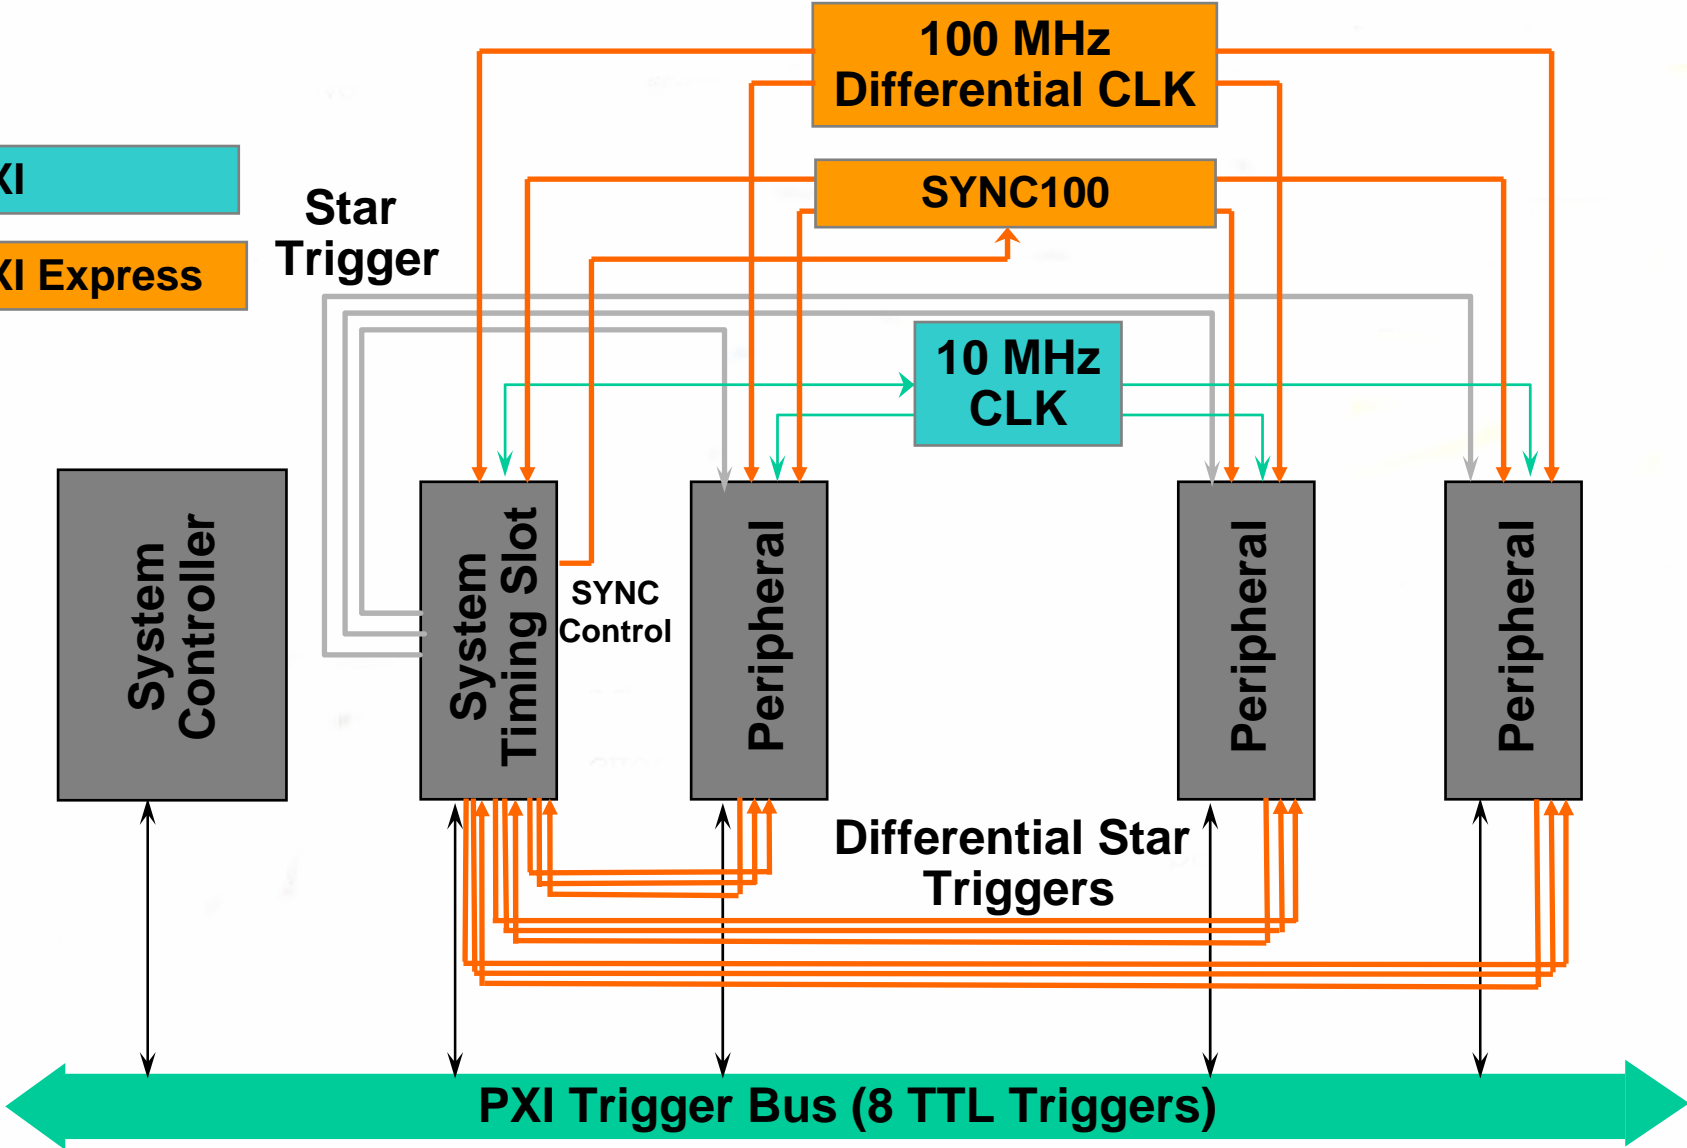 100 MHz
Differential CLK
XI
SYNC100
Star
Trigger
XI Express
10 MHz
CLK
System
Controller
System
Timing Slot
SYNC
Control
Peripheral
Peripheral
Peripheral
Differential Star
Triggers
PXI Trigger Bus (8 TTL Triggers)